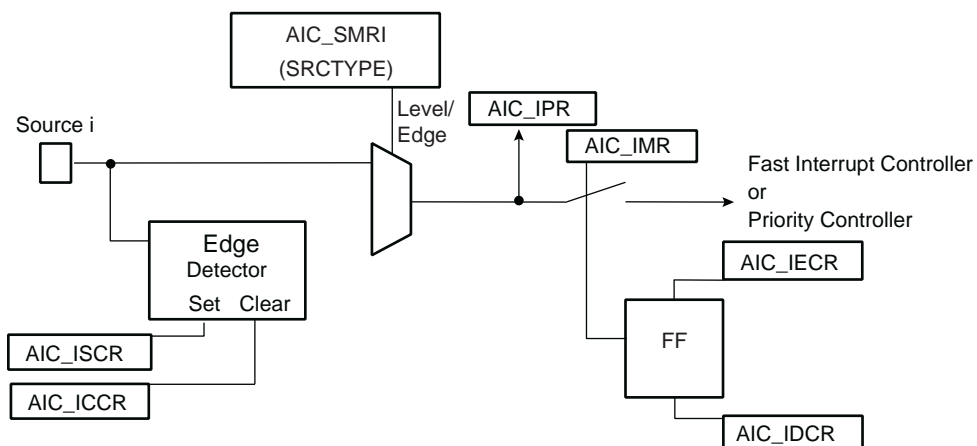 AIC_SMRI
(SRCTYPE)
Level/
Edge
Source i
AIC_IPR
AIC_IMR
Fast Interrupt Controller
or
Priority Controller
Edge
Detector
Set Clear
AIC_IECR
FF
AIC_ISCR
AIC_ICCR
AIC_IDCR